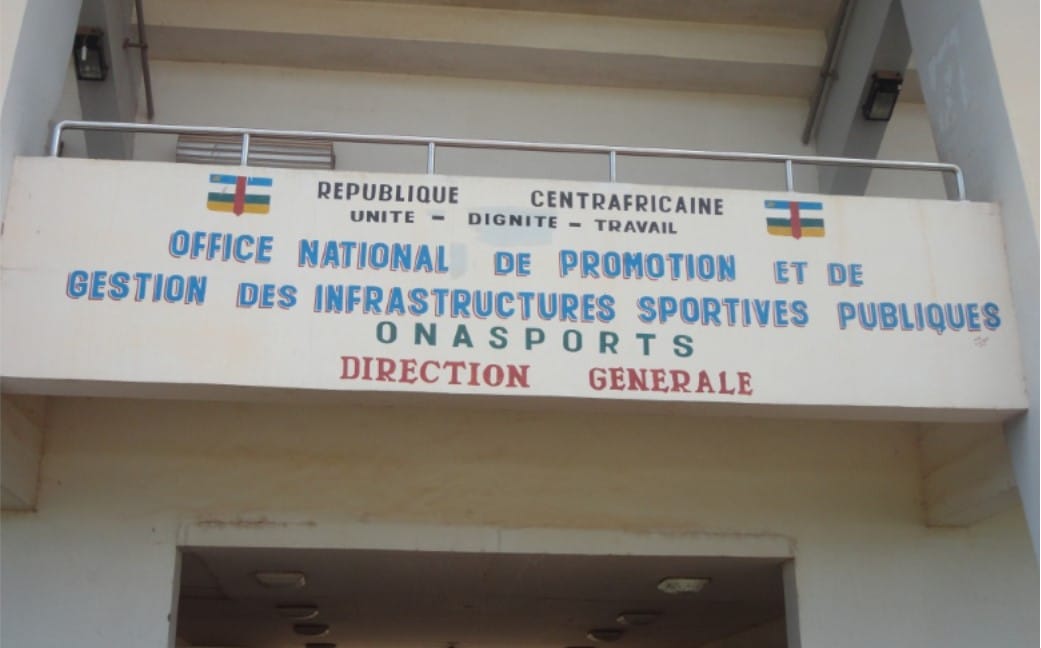 REPUBLIQUE CENTRAFRICAINE
UNITE - DIGNITE - TRAVAIL
OFFICE NATIONAL DE PROMOTION ET DE
GESTION DES INFRASTRUCTURES SPORTIVES PUBLIQUES
ONASPORTS
DIRECTION GENERALE